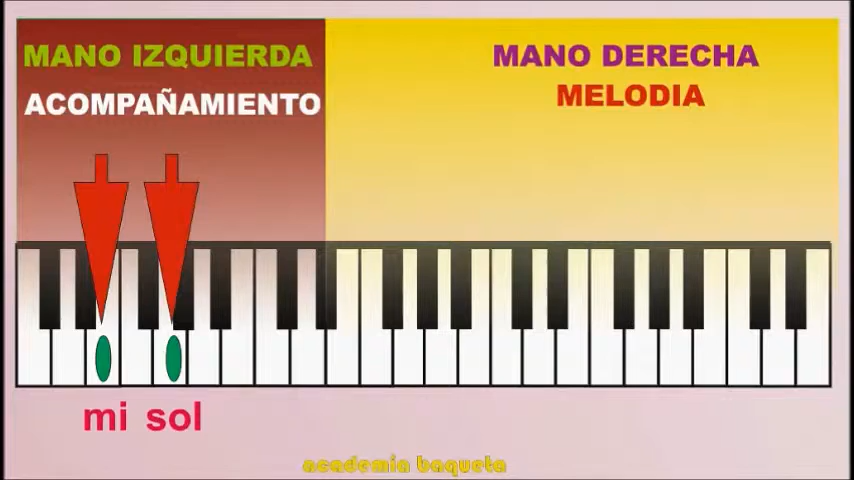 MANO IZQUIERDA
ACOMPAÑAMIENTO
MANO DERECHA
MELODIA
mi sol
academia baqueta